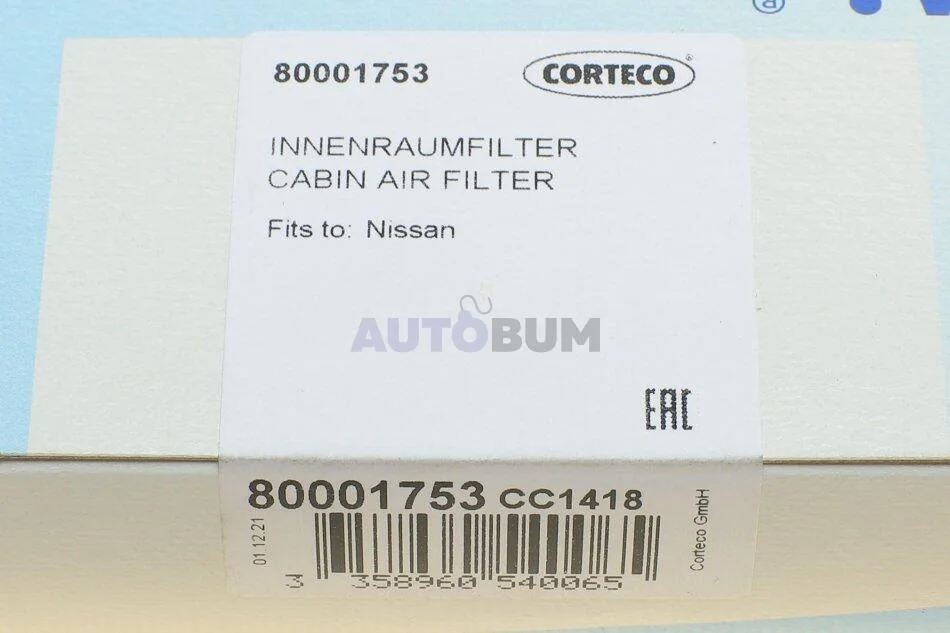 80001753 CORTECO®
INNENRAUMFILTER
CABIN AIR FILTER
Fits to: Nissan
AUTOBUM
EAC
80001753 CC1418
01.12.21
3 358960 540065
Corteco GmbH